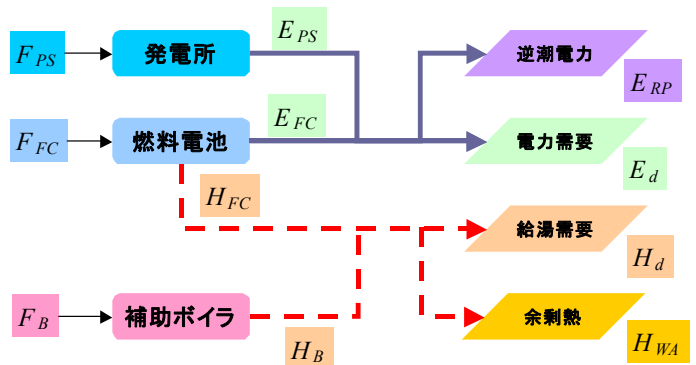 F_PS
発電所
E_PS
逆潮電力
E_RP
F_FC
燃料電池
E_FC
電力需要
E_d
H_FC
給湯需要
H_d
F_B
補助ボイラ
H_B
余剰熱
H_WA